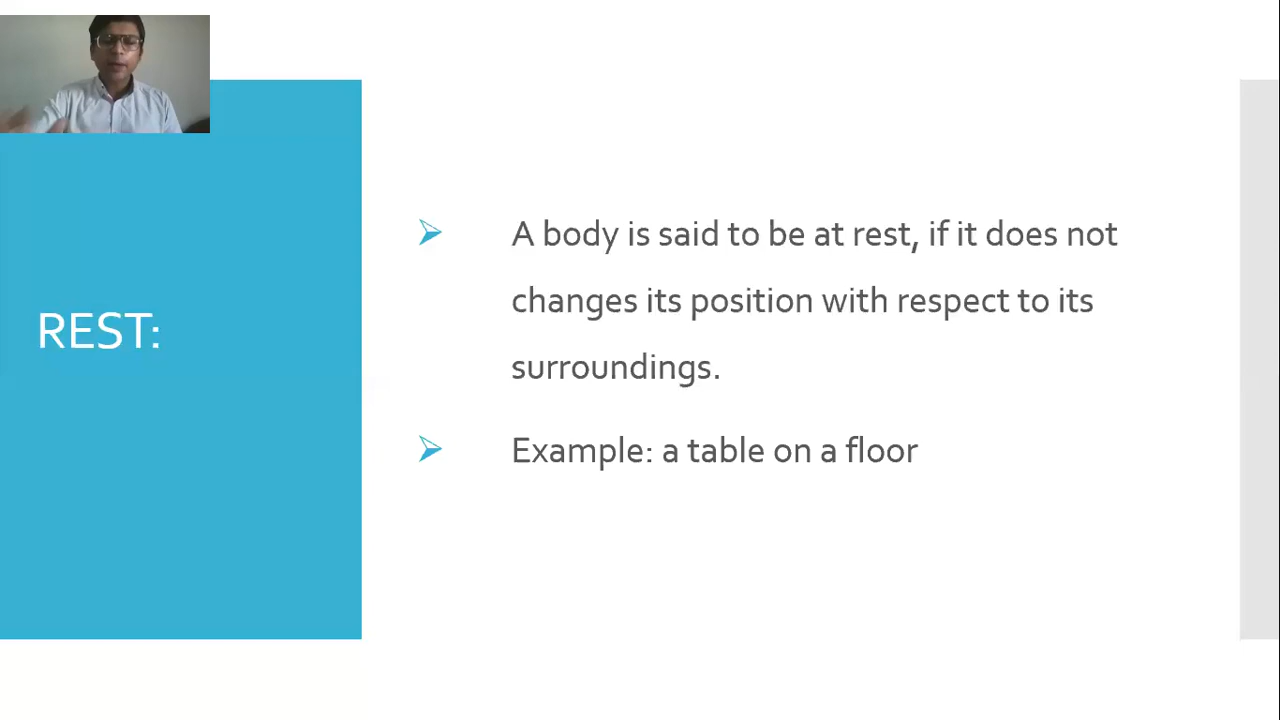 REST:
A body is said to be at rest, if it does not
changes its position with respect to its
surroundings.
Example: a table on a floor